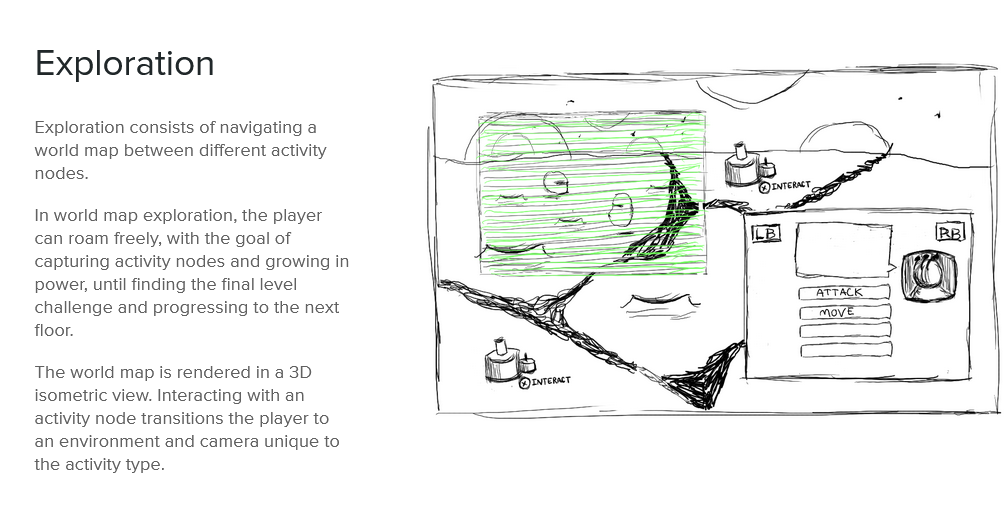 Exploration
Exploration consists of navigating a
world map between different activity
nodes.
In world map exploration, the player
can roam freely, with the goal of
capturing activity nodes and growing in
power, until finding the final level
challenge and progressing to the next
floor.
The world map is rendered in a 3D
isometric view. Interacting with an
activity node transitions the player to
an environment and camera unique to
the activity type.
X INTERACT
LB
RB
ATTACK
MOVE
X INTERACT